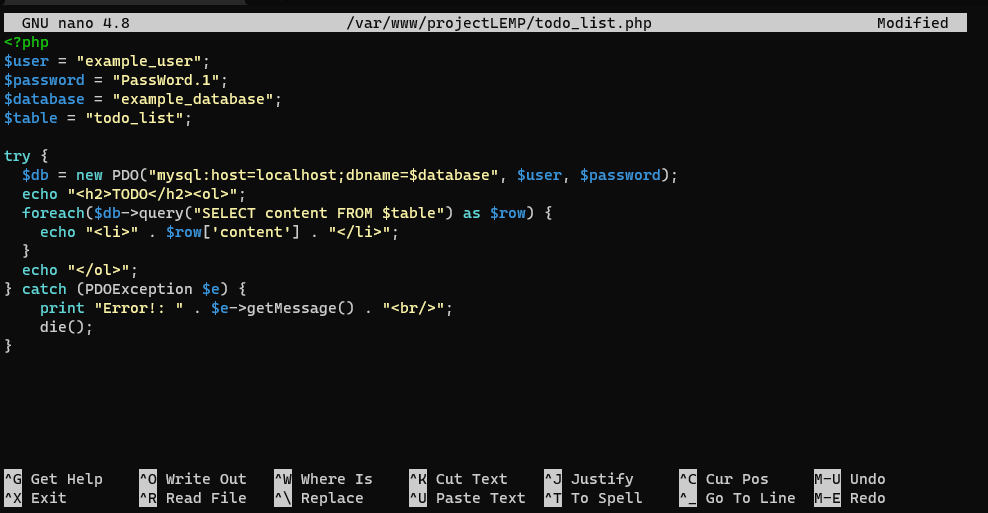 GNU nano 4.8 /var/www/projectLEMP/todo_list.php Modified
<?php
$user = "example_user";
$password = "PassWord.1";
$database = "example_database";
$table = "todo_list";

try {
  $db = new PDO("mysql:host=localhost;dbname=$database", $user, $password);
  echo "<h2>TODO</h2><ol>";
  foreach($db->query("SELECT content FROM $table") as $row) {
    echo "<li>" . $row['content'] . "</li>";
  }
  echo "</ol>";
} catch (PDOException $e) {
    print "Error!: " . $e->getMessage() . "<br/>";
    die();
}

^G Get Help ^O Write Out ^W Where Is ^K Cut Text ^J Justify ^C Cur Pos M-U Undo
^X Exit ^R Read File ^\ Replace ^U Paste Text ^T To Spell ^_ Go To Line M-E Redo